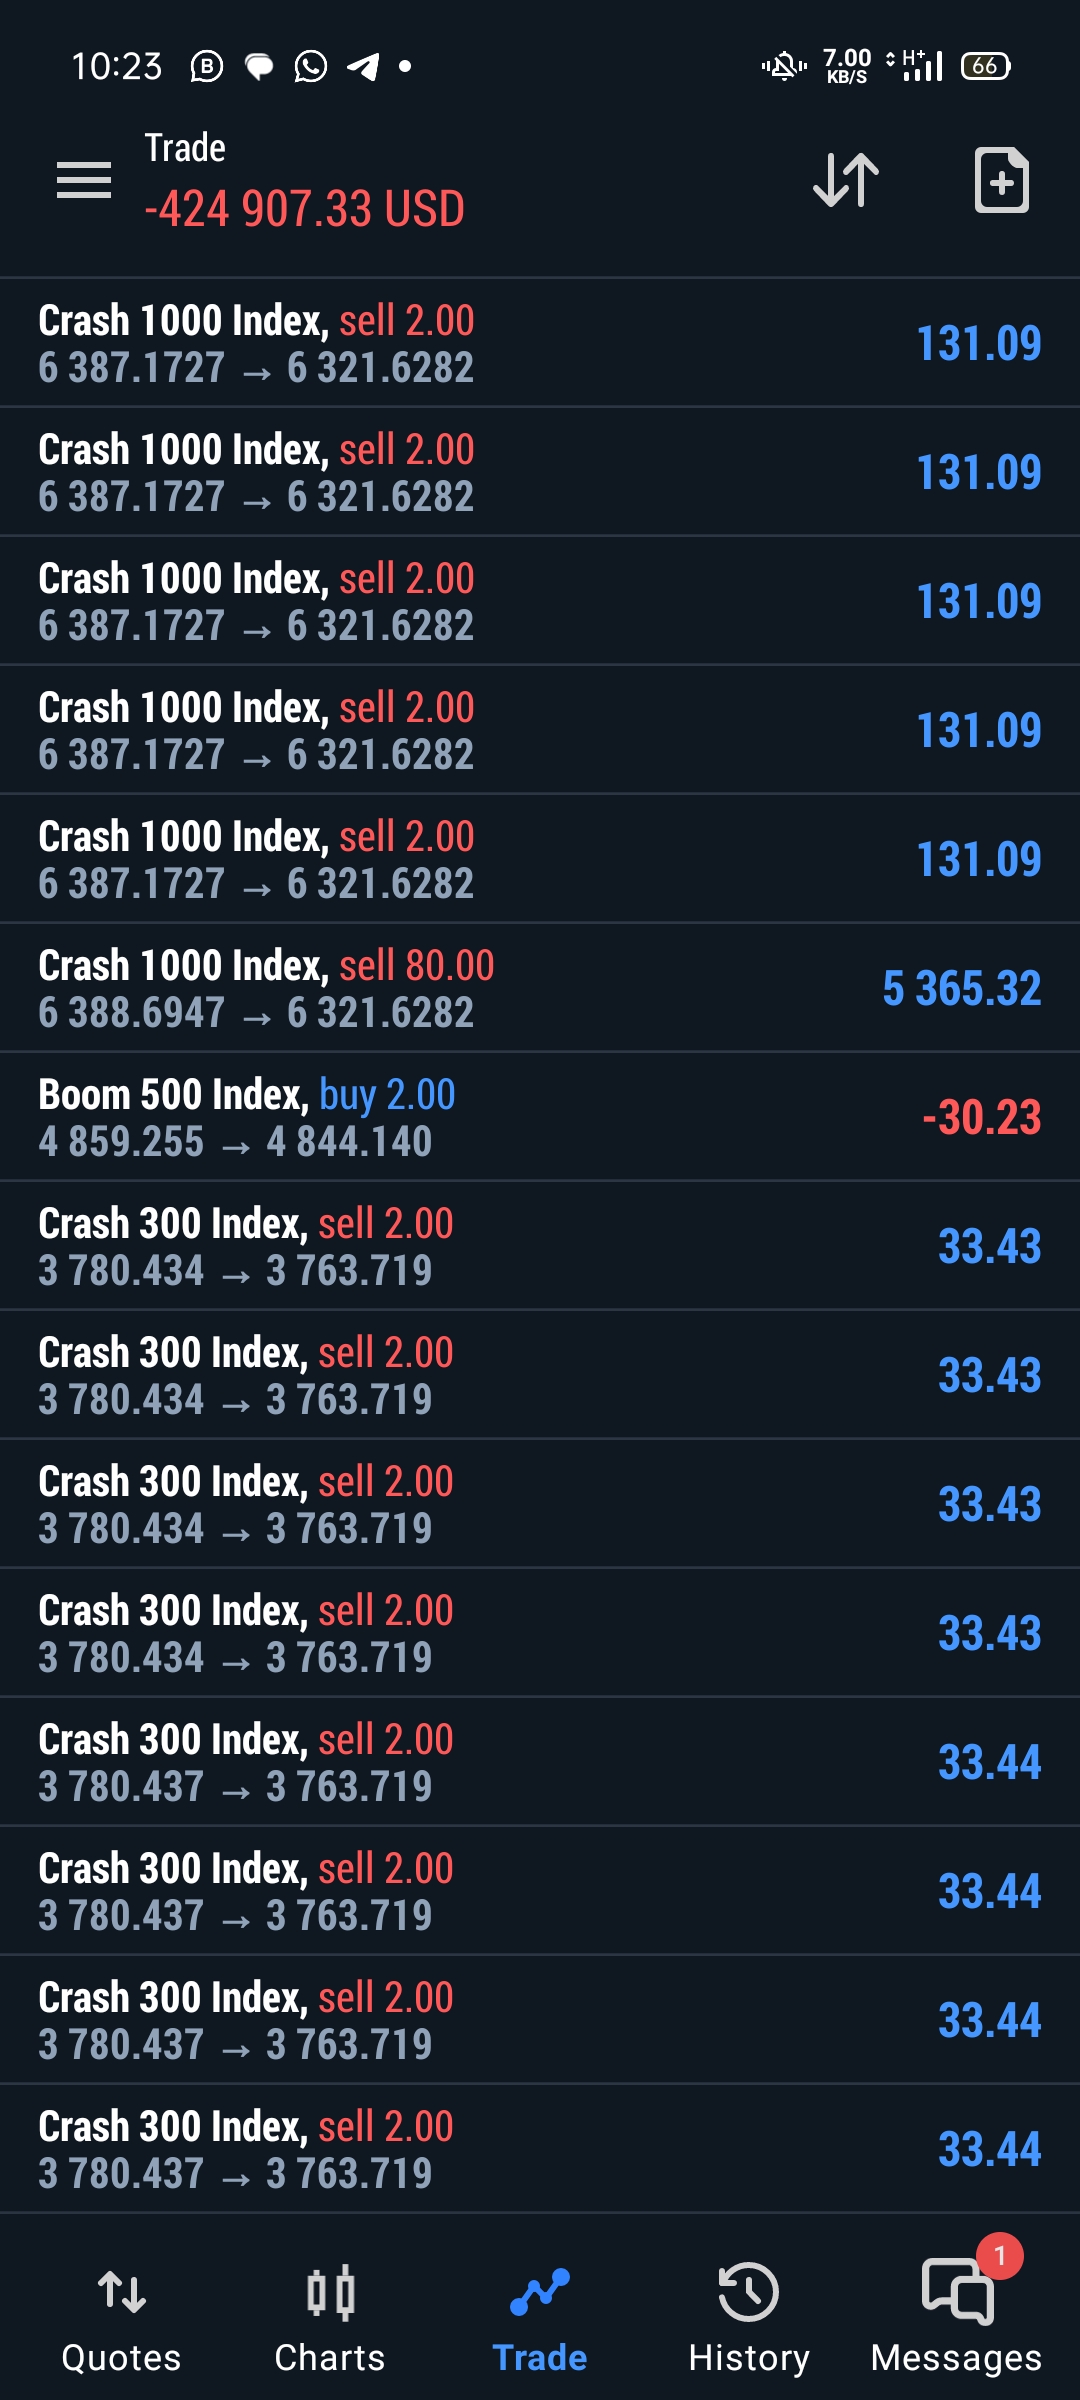 10:23
7.00
KB/S
H+
66
Trade
-424 907.33 USD
Crash 1000 Index, sell 2.00
131.09
6 387.1727 → 6 321.6282
Crash 1000 Index, sell 2.00
131.09
6 387.1727 → 6 321.6282
Crash 1000 Index, sell 2.00
131.09
6 387.1727 → 6 321.6282
Crash 1000 Index, sell 2.00
131.09
6 387.1727 → 6 321.6282
Crash 1000 Index, sell 2.00
131.09
6 387.1727 → 6 321.6282
Crash 1000 Index, sell 80.00
5 365.32
6 388.6947 → 6 321.6282
Boom 500 Index, buy 2.00
-30.23
4 859.255 → 4 844.140
Crash 300 Index, sell 2.00
33.43
3 780.434 → 3 763.719
Crash 300 Index, sell 2.00
33.43
3 780.434 → 3 763.719
Crash 300 Index, sell 2.00
33.43
3 780.434 → 3 763.719
Crash 300 Index, sell 2.00
33.43
3 780.434 → 3 763.719
Crash 300 Index, sell 2.00
33.44
3 780.437 → 3 763.719
Crash 300 Index, sell 2.00
33.44
3 780.437 → 3 763.719
Crash 300 Index, sell 2.00
33.44
3 780.437 → 3 763.719
Crash 300 Index, sell 2.00
33.44
3 780.437 → 3 763.719
1
Quotes
Charts
Trade
History
Messages